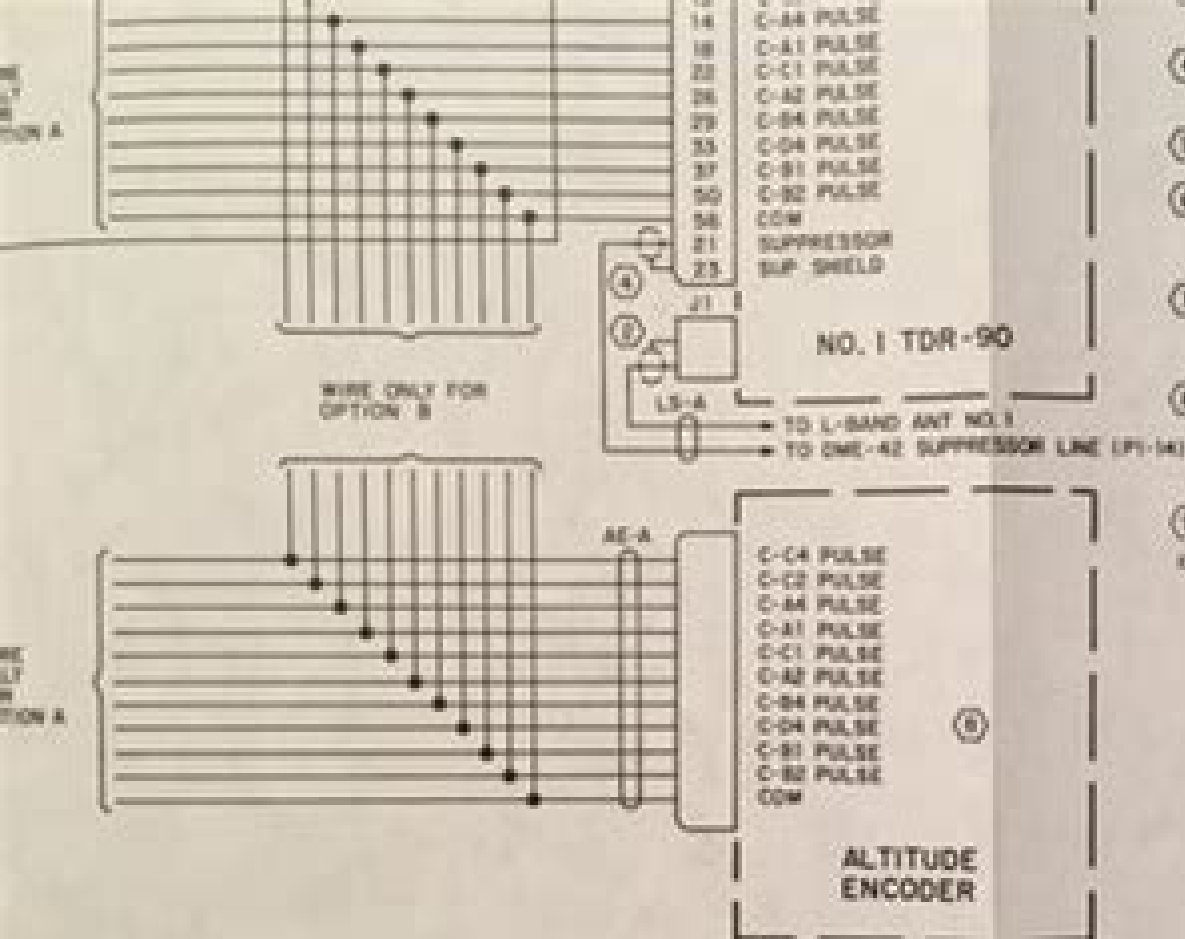 14 C-A4 PULSE
18 C-A1 PULSE
22 C-C1 PULSE
26 C-A2 PULSE
29 C-B4 PULSE
33 C-D4 PULSE
37 C-B1 PULSE
50 C-B2 PULSE
56 COM
21 SUPPRESSOR
23 SUP SHIELD
TION A
4
J1
2
NO. 1 TDR-90
WIRE ONLY FOR
OPTION B
LS-A
TO L-BAND ANT NO.1
TO DME-42 SUPPRESSOR LINE (P1-14)
AE-A
C-C4 PULSE
C-C2 PULSE
C-A4 PULSE
C-A1 PULSE
C-C1 PULSE
C-A2 PULSE
C-B4 PULSE
C-D4 PULSE
C-B1 PULSE
C-B2 PULSE
COM
TION A
ALTITUDE
ENCODER